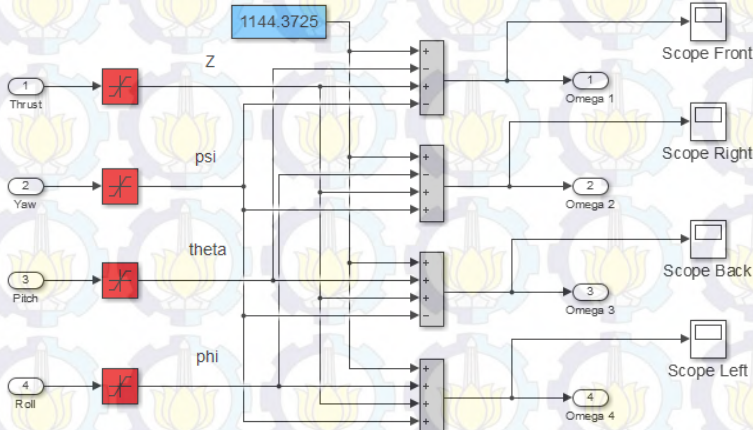 1144.3725
Scope Front
Z
1
Thrust
1
Omega 1
+
−
+
−
Scope Right
psi
2
Yaw
2
Omega 2
+
−
+
+
Scope Back
theta
3
Pitch
3
Omega 3
+
+
+
−
Scope Left
phi
4
Roll
4
Omega 4
+
+
+
+